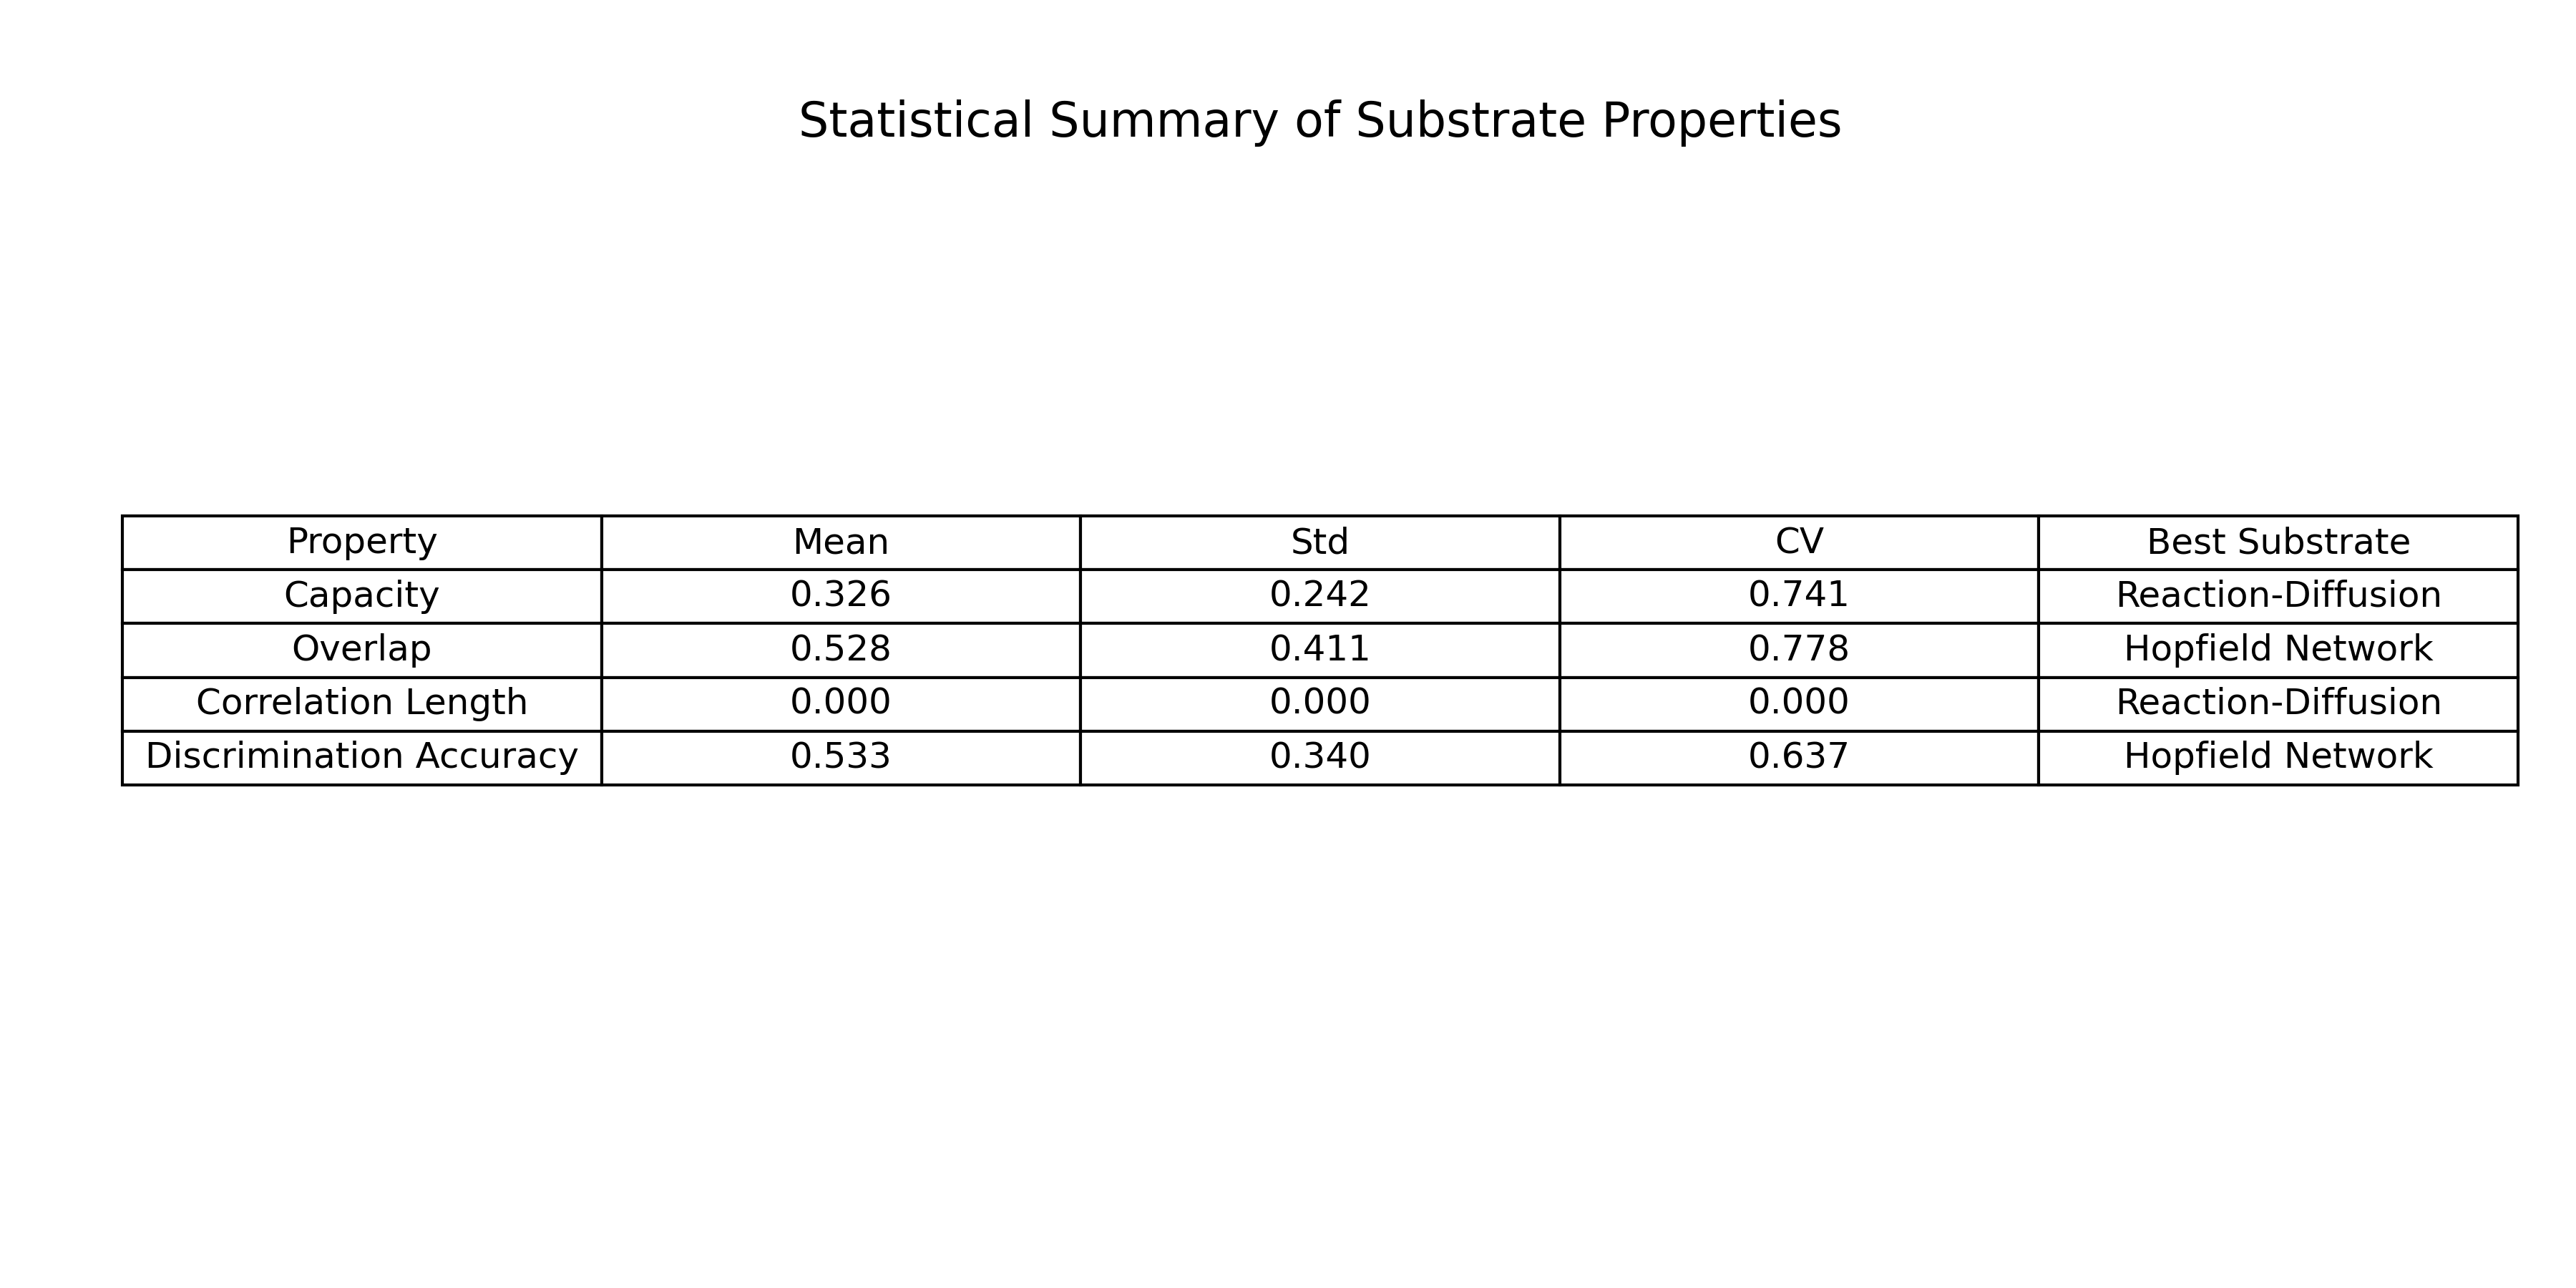 Statistical Summary of Substrate Properties
Property Mean Std CV Best Substrate
Capacity 0.326 0.242 0.741 Reaction-Diffusion
Overlap 0.528 0.411 0.778 Hopfield Network
Correlation Length 0.000 0.000 0.000 Reaction-Diffusion
Discrimination Accuracy 0.533 0.340 0.637 Hopfield Network